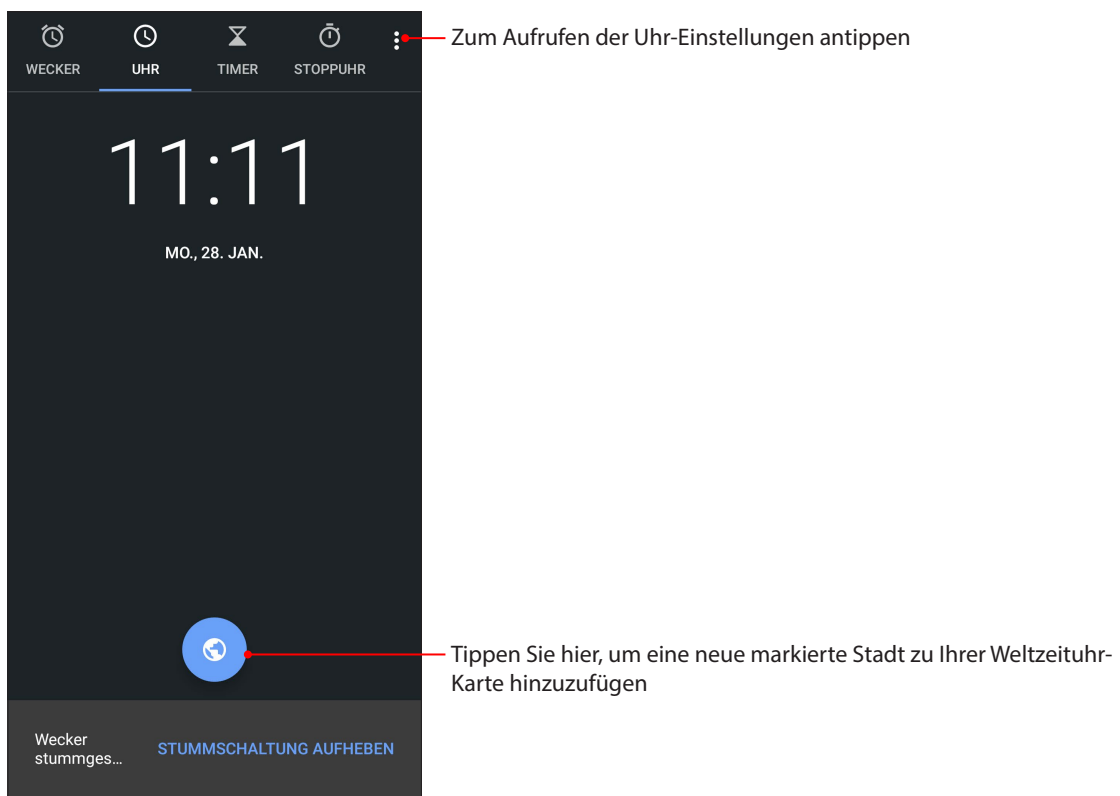 WECKER UHR TIMER STOPPUHR
Zum Aufrufen der Uhr-Einstellungen antippen
11:11
MO., 28. JAN.
Tippen Sie hier, um eine neue markierte Stadt zu Ihrer Weltzeituhr-
Karte hinzuzufügen
Wecker
stummges...
STUMMSCHALTUNG AUFHEBEN